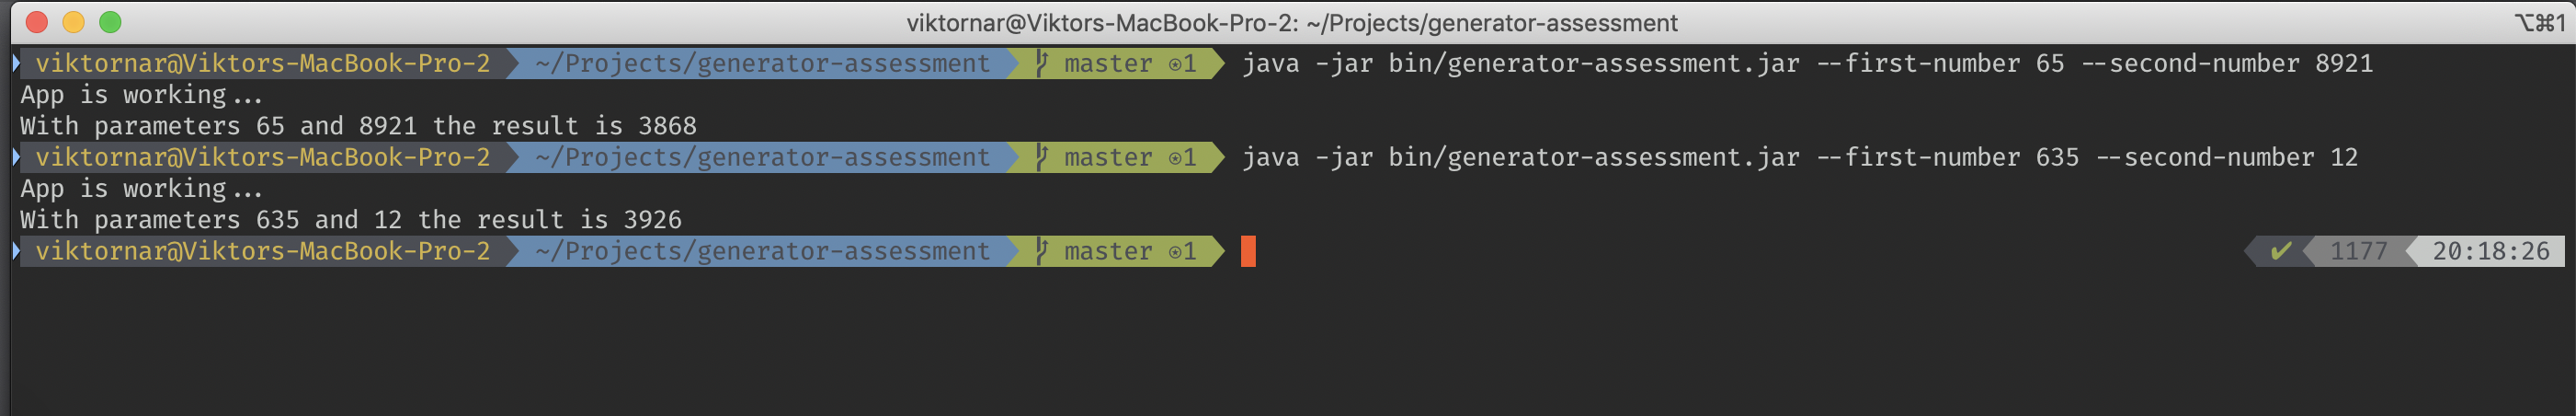 viktornar@Viktors-MacBook-Pro-2: ~/Projects/generator-assessment ⌥⌘1
viktornar@Viktors-MacBook-Pro-2 ~/Projects/generator-assessment master ⍟1 java -jar bin/generator-assessment.jar --first-number 65 --second-number 8921
App is working...
With parameters 65 and 8921 the result is 3868
viktornar@Viktors-MacBook-Pro-2 ~/Projects/generator-assessment master ⍟1 java -jar bin/generator-assessment.jar --first-number 635 --second-number 12
App is working...
With parameters 635 and 12 the result is 3926
viktornar@Viktors-MacBook-Pro-2 ~/Projects/generator-assessment master ⍟1 ✔ 1177 20:18:26